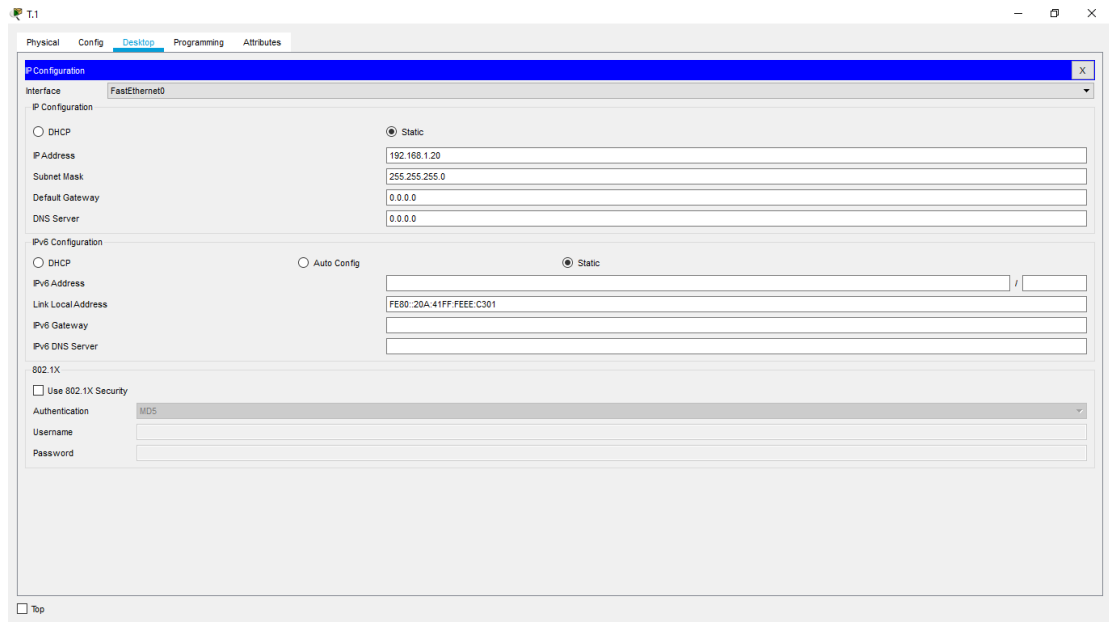 T.1
Physical Config Desktop Programming Attributes
IP Configuration X
Interface FastEthernet0
IP Configuration
DHCP Static
IP Address 192.168.1.20
Subnet Mask 255.255.255.0
Default Gateway 0.0.0.0
DNS Server 0.0.0.0
IPv6 Configuration
DHCP Auto Config Static
IPv6 Address /
Link Local Address FE80::20A:41FF:FEEE:C301
IPv6 Gateway
IPv6 DNS Server
802.1X
Use 802.1X Security
Authentication MD5
Username
Password
Top